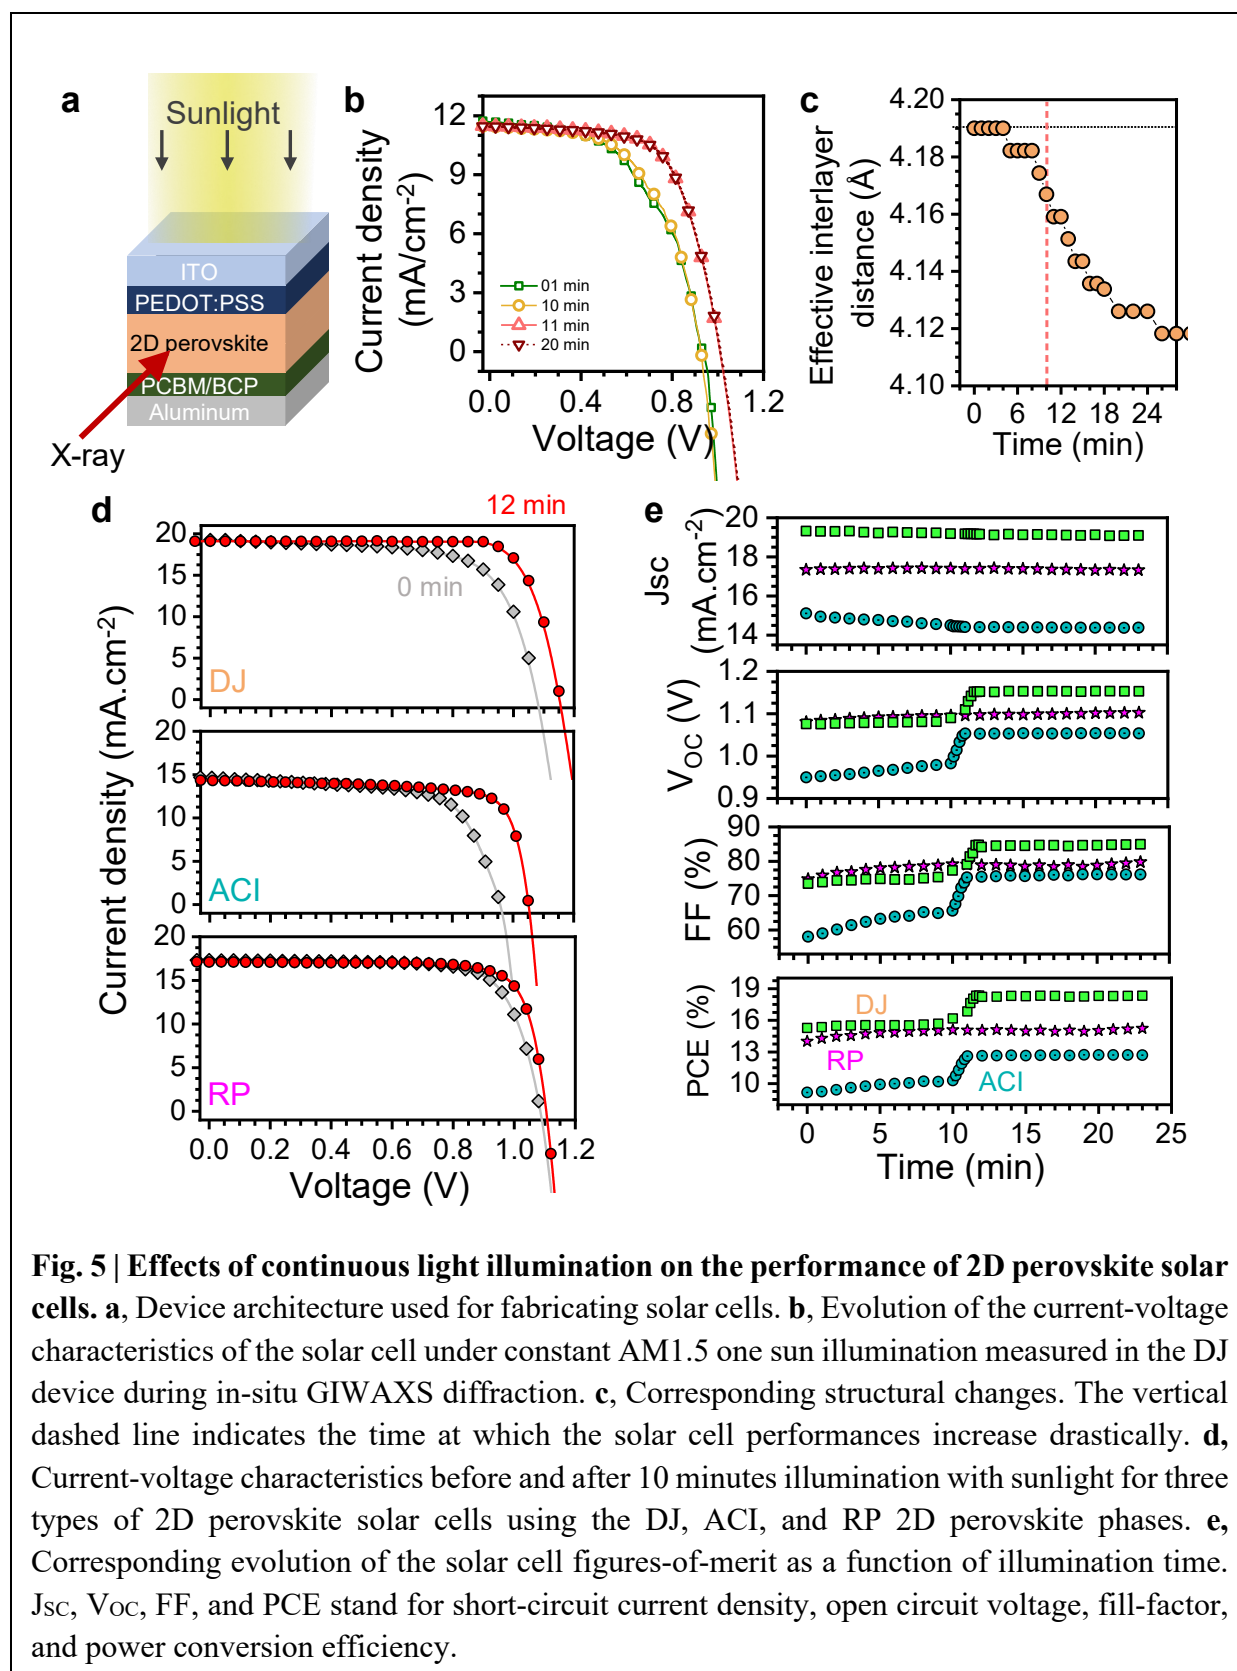 a
Sunlight
ITO
PEDOT:PSS
2D perovskite
PCBM/BCP
Aluminum
X-ray
b
Current density
(mA/cm-2)
12
9
6
3
0
01 min
10 min
11 min
20 min
0.0 0.4 0.8 1.2
Voltage (V)
c
Effective interlayer
distance (Å)
4.20
4.18
4.16
4.14
4.12
4.10
0 6 12 18 24
Time (min)
d
12 min
0 min
Current density (mA.cm-2)
20
15
10
5
0
DJ
20
15
10
5
0
ACI
20
15
10
5
0
RP
0.0 0.2 0.4 0.6 0.8 1.0 1.2
Voltage (V)
e
Jsc
(mA.cm-2)
20
18
16
14
VOC (V)
1.2
1.1
1.0
0.9
FF (%)
90
80
70
60
PCE (%)
19
16
13
10
DJ
RP
ACI
0 5 10 15 20 25
Time (min)
Fig. 5 | Effects of continuous light illumination on the performance of 2D perovskite solar
cells. a, Device architecture used for fabricating solar cells. b, Evolution of the current-voltage
characteristics of the solar cell under constant AM1.5 one sun illumination measured in the DJ
device during in-situ GIWAXS diffraction. c, Corresponding structural changes. The vertical
dashed line indicates the time at which the solar cell performances increase drastically. d,
Current-voltage characteristics before and after 10 minutes illumination with sunlight for three
types of 2D perovskite solar cells using the DJ, ACI, and RP 2D perovskite phases. e,
Corresponding evolution of the solar cell figures-of-merit as a function of illumination time.
JSC, VOC, FF, and PCE stand for short-circuit current density, open circuit voltage, fill-factor,
and power conversion efficiency.